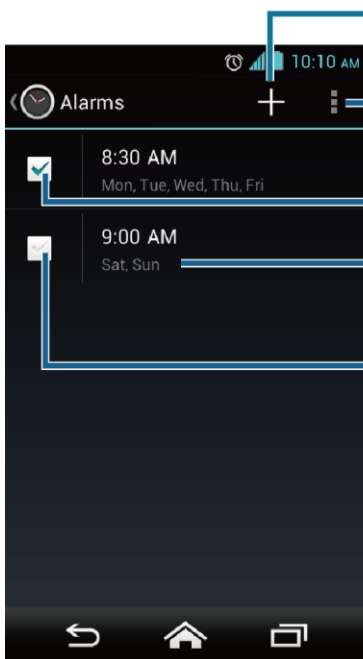 10:10 AM
Alarms
8:30 AM
Mon, Tue, Wed, Thu, Fri
9:00 AM
Sat, Sun